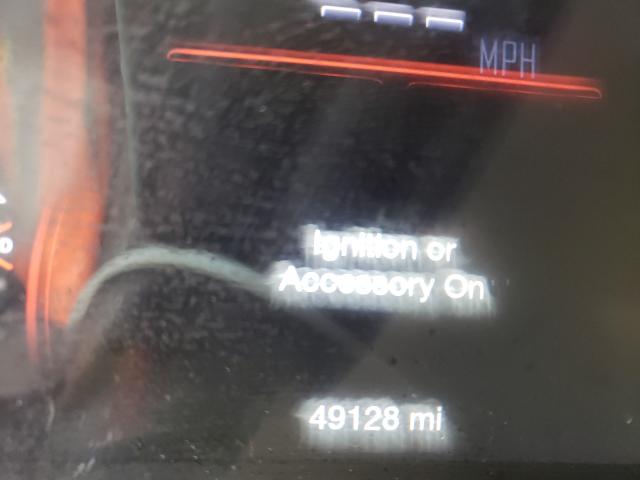 --- MPH
Ignition or
Accessory On
49128 mi